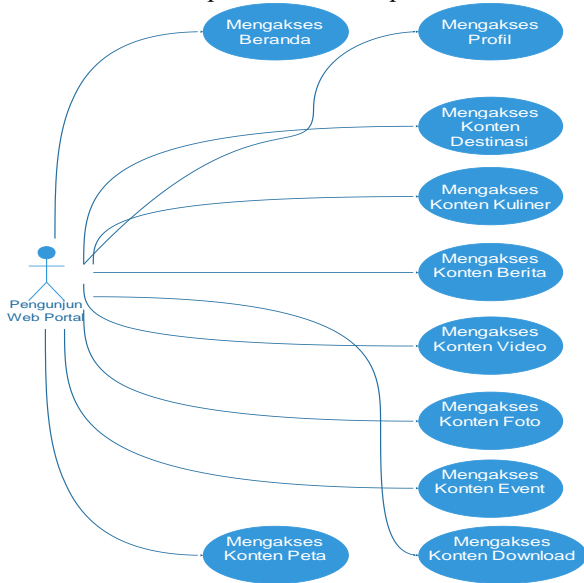 Mengakses
Beranda
Mengakses
Profil
Mengakses
Konten
Destinasi
Mengakses
Konten Kuliner
Mengakses
Konten Berita
Pengunjun
Web Portal
Mengakses
Konten Video
Mengakses
Konten Foto
Mengakses
Konten Event
Mengakses
Konten Peta
Mengakses
Konten Download